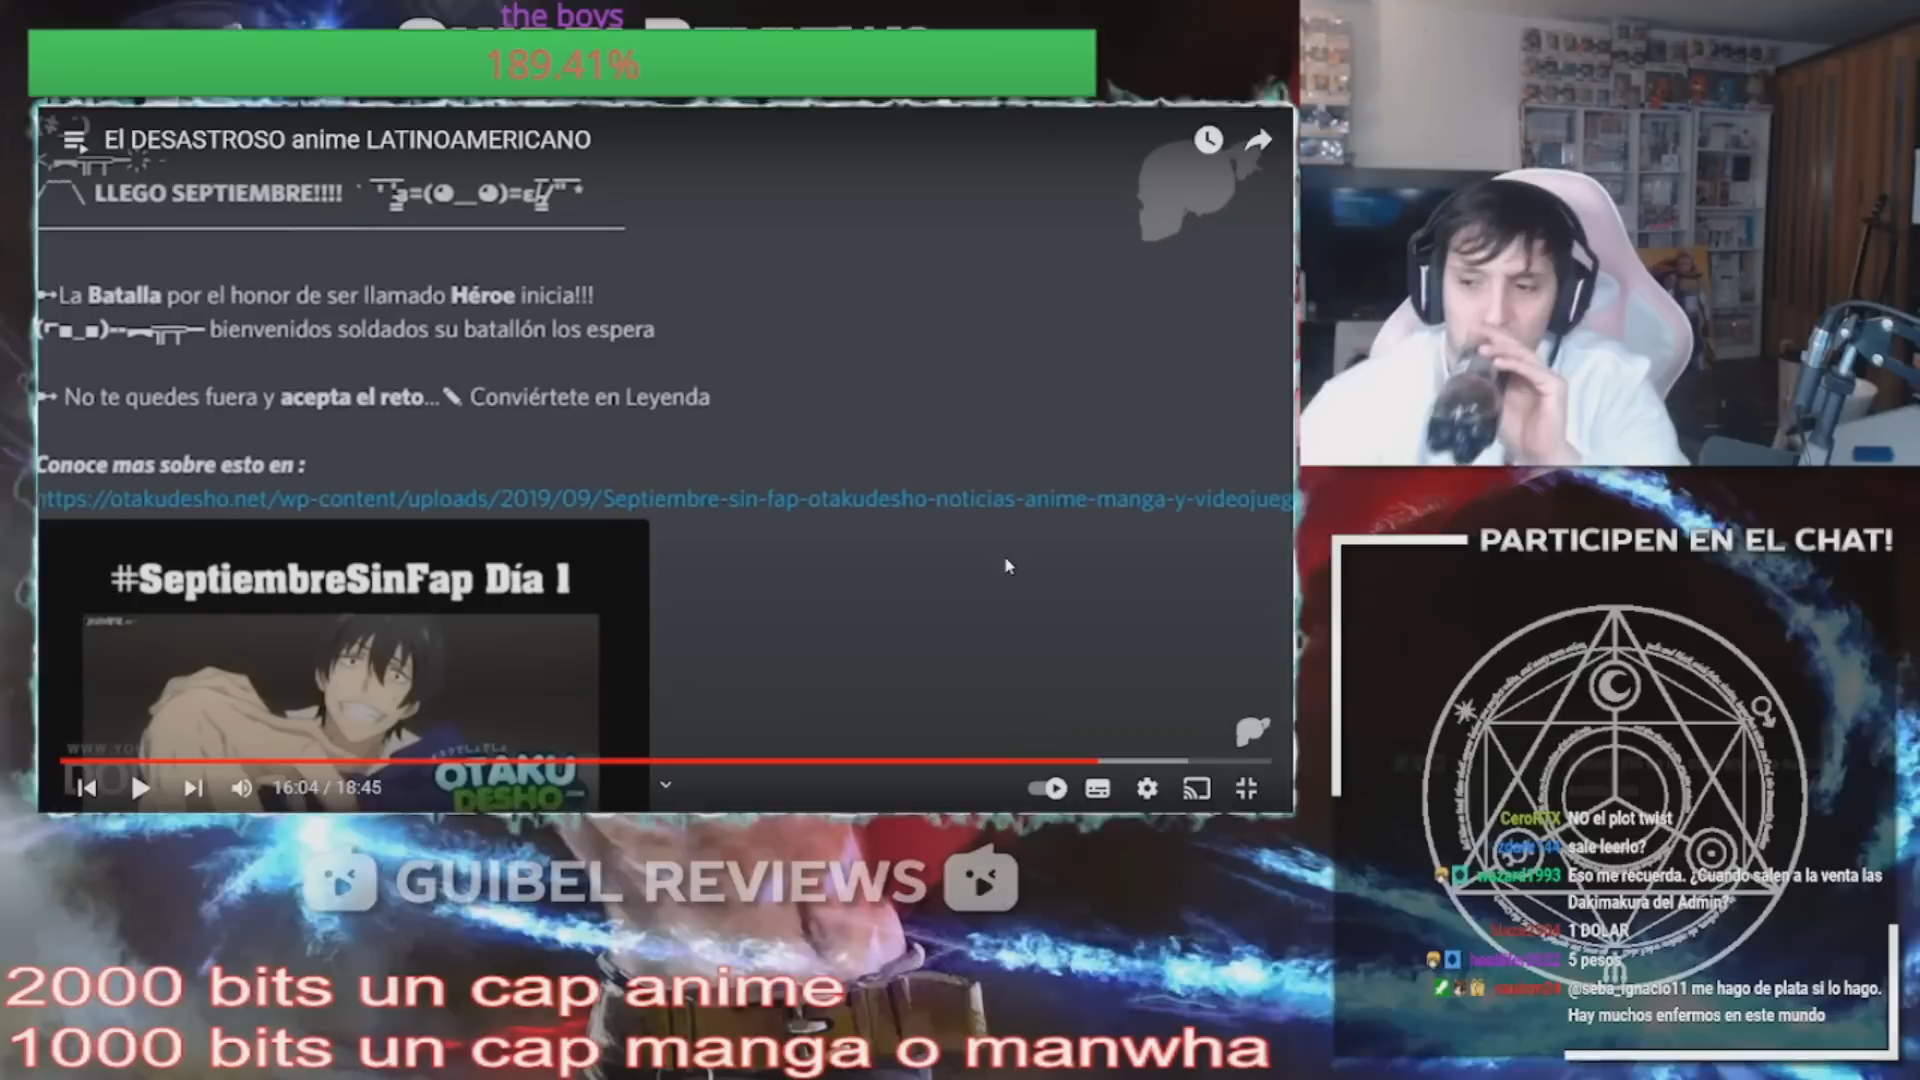 the boys
189.41%
El DESASTROSO anime LATINOAMERICANO
LLEGO SEPTIEMBRE!!!!
La Batalla por el honor de ser llamado Héroe inicia!!!
bienvenidos soldados su batallón los espera
No te quedes fuera y acepta el reto... Conviértete en Leyenda
Conoce mas sobre esto en :
https://otakudesho.net/wp-content/uploads/2019/09/Septiembre-sin-fap-otakudesho-noticias-anime-manga-y-videojueg
#SeptiembreSinFap Día 1
OTAKU
DESHO
16:04 / 18:45
GUIBEL REVIEWS
2000 bits un cap anime
1000 bits un cap manga o manwha
PARTICIPEN EN EL CHAT!
CeroRTX NO el plot twist
sale leerlo?
Eso me recuerda. ¿Cuando salen a la venta las
Dakimakura del Admin?
1 DOLAR
5 pesos
@seba_ignacio11 me hago de plata si lo hago.
Hay muchos enfermos en este mundo